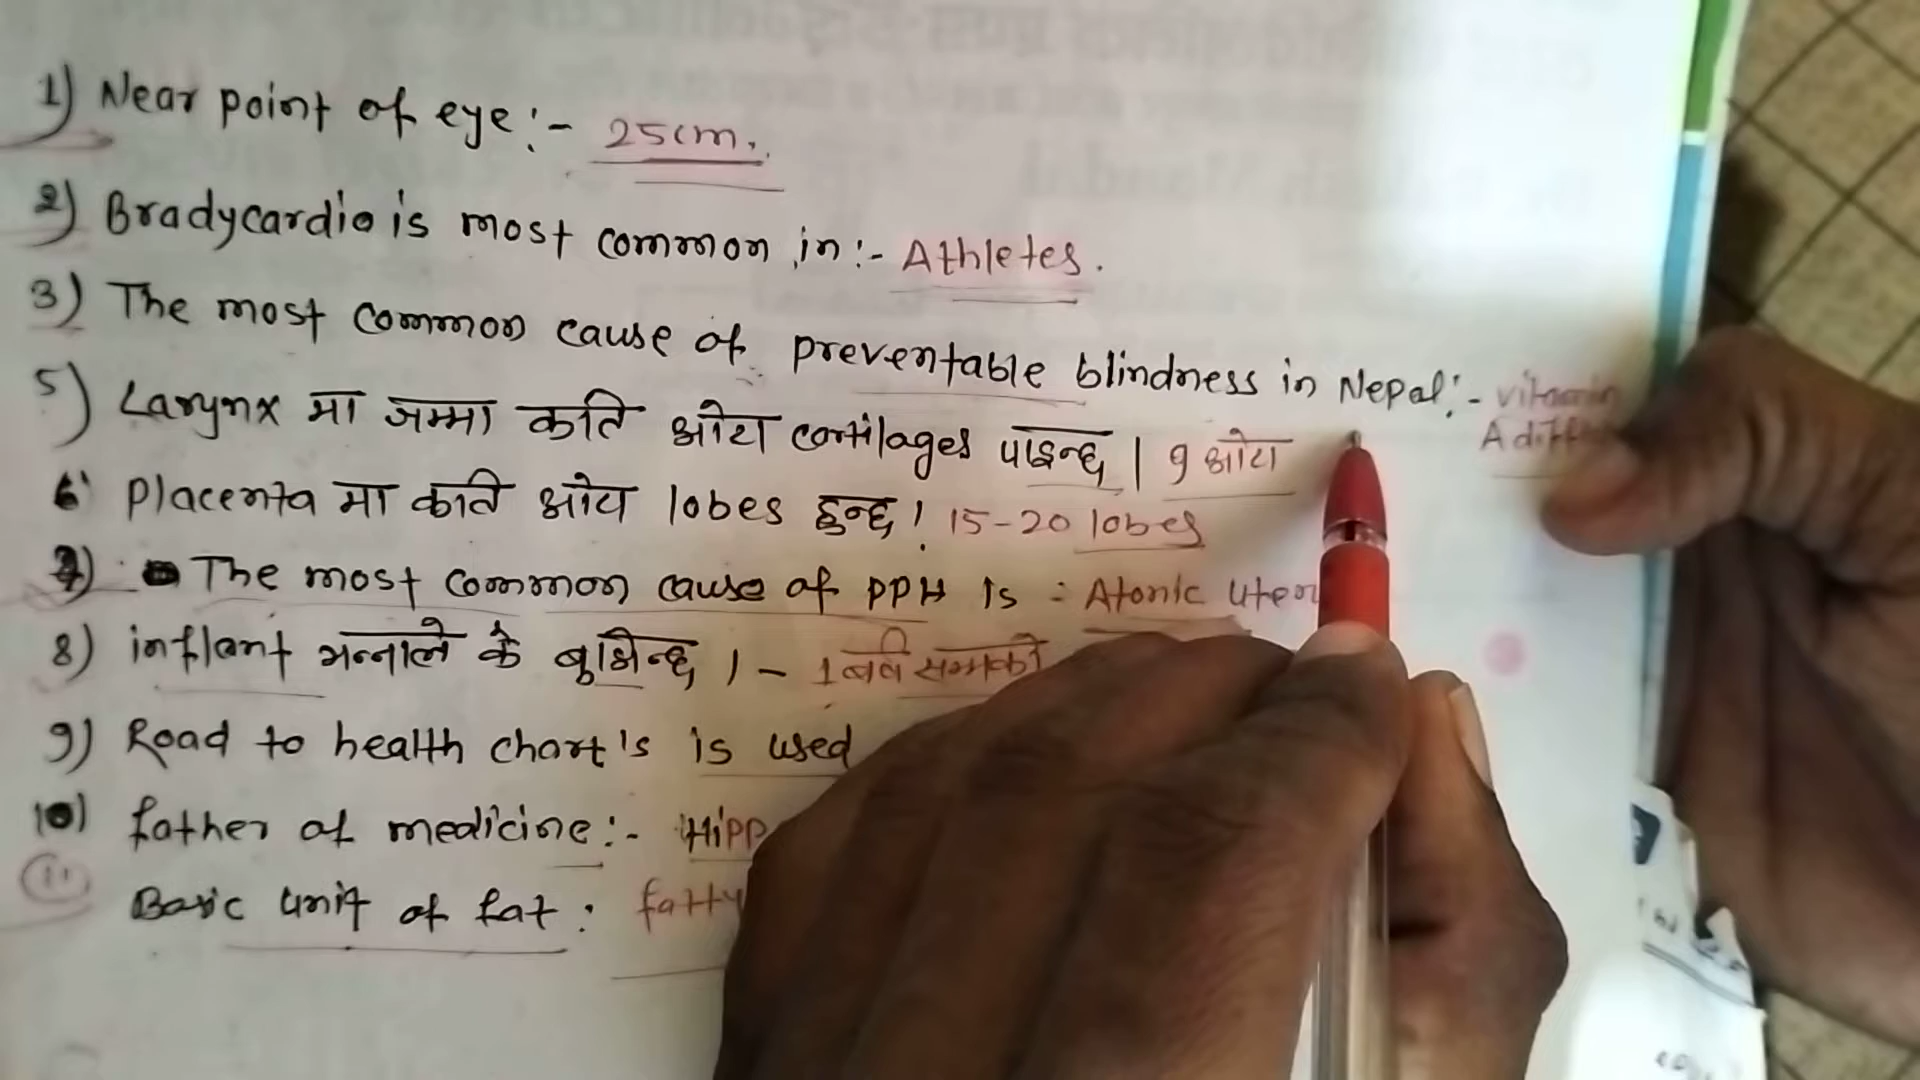 1) Near point of eye:- 25cm.
2) Bradycardia is most common in:- Athletes.
3) The most common cause of preventable blindness in Nepal:- vitamin
A
5) Larynx मा जम्मा कति ओटा cartilages पाइन्छ | 9 ओटा
6 Placenta मा कति ओटा lobes हुन्छ! 15-20 lobes
7) The most common cause of PPH is : Atonic uter
8) inflant भन्नाले के बुझिन्छ ।- 1 बर्ष सम्मको
9) Road to health chart's is used
10) father of medicine:- Hipp
11 Basic unit of fat : fatty